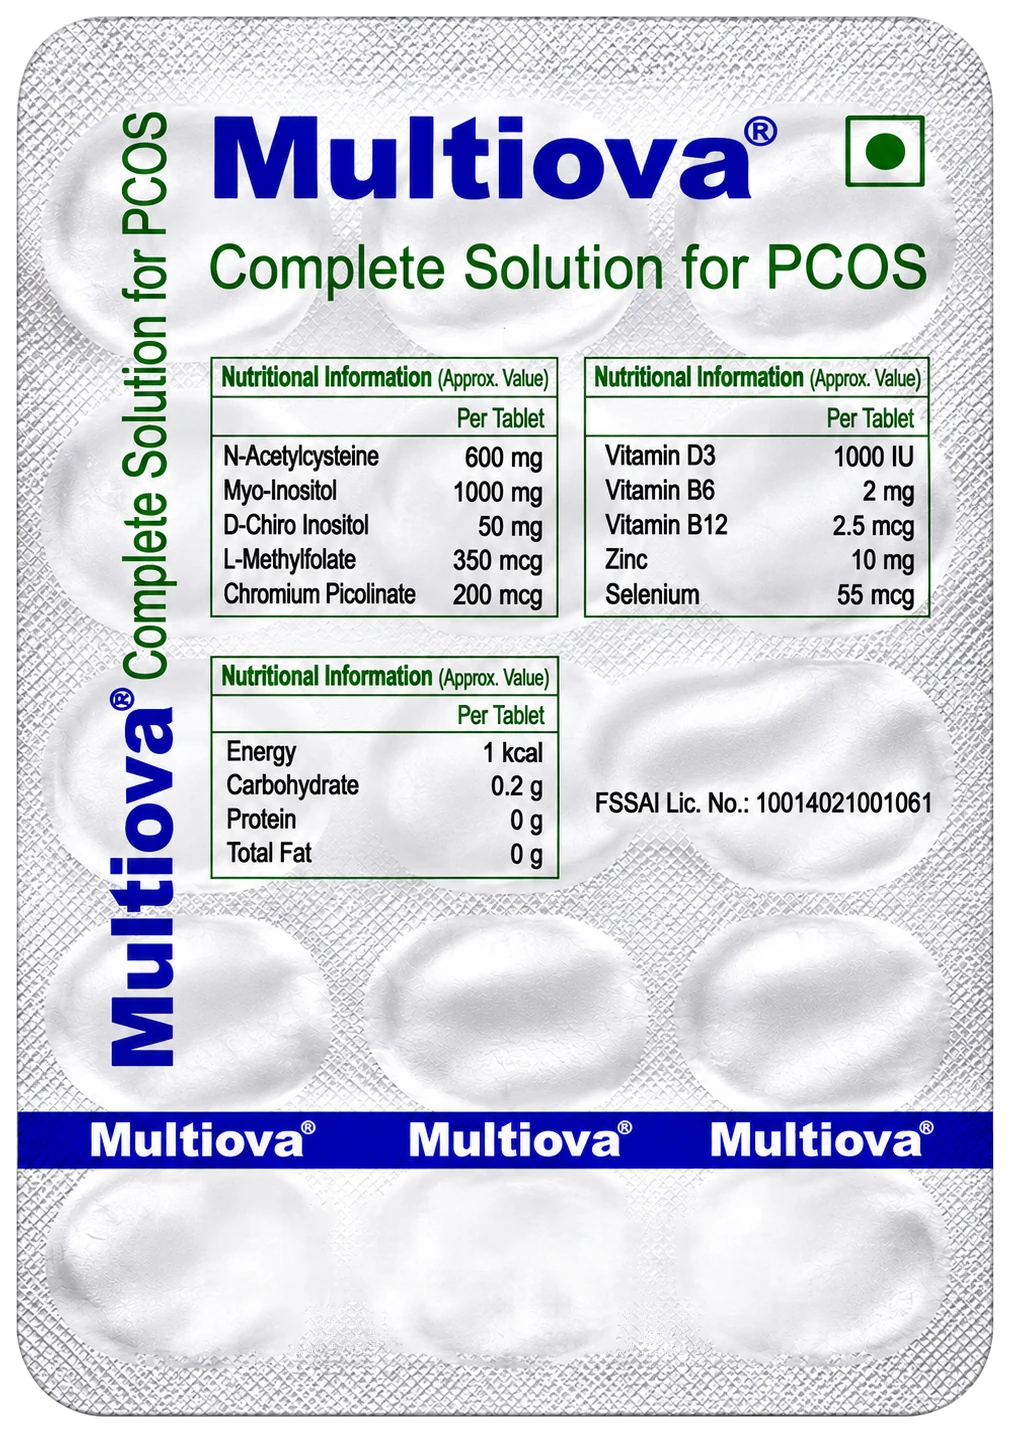 Multiova®
Complete Solution for PCOS
Multiova® Complete Solution for PCOS
Nutritional Information (Approx. Value)
Per Tablet
N-Acetylcysteine 600 mg
Myo-Inositol 1000 mg
D-Chiro Inositol 50 mg
L-Methylfolate 350 mcg
Chromium Picolinate 200 mcg
Nutritional Information (Approx. Value)
Per Tablet
Vitamin D3 1000 IU
Vitamin B6 2 mg
Vitamin B12 2.5 mcg
Zinc 10 mg
Selenium 55 mcg
Nutritional Information (Approx. Value)
Per Tablet
Energy 1 kcal
Carbohydrate 0.2 g
Protein 0 g
Total Fat 0 g
FSSAI Lic. No.: 10014021001061
Multiova® Multiova® Multiova®